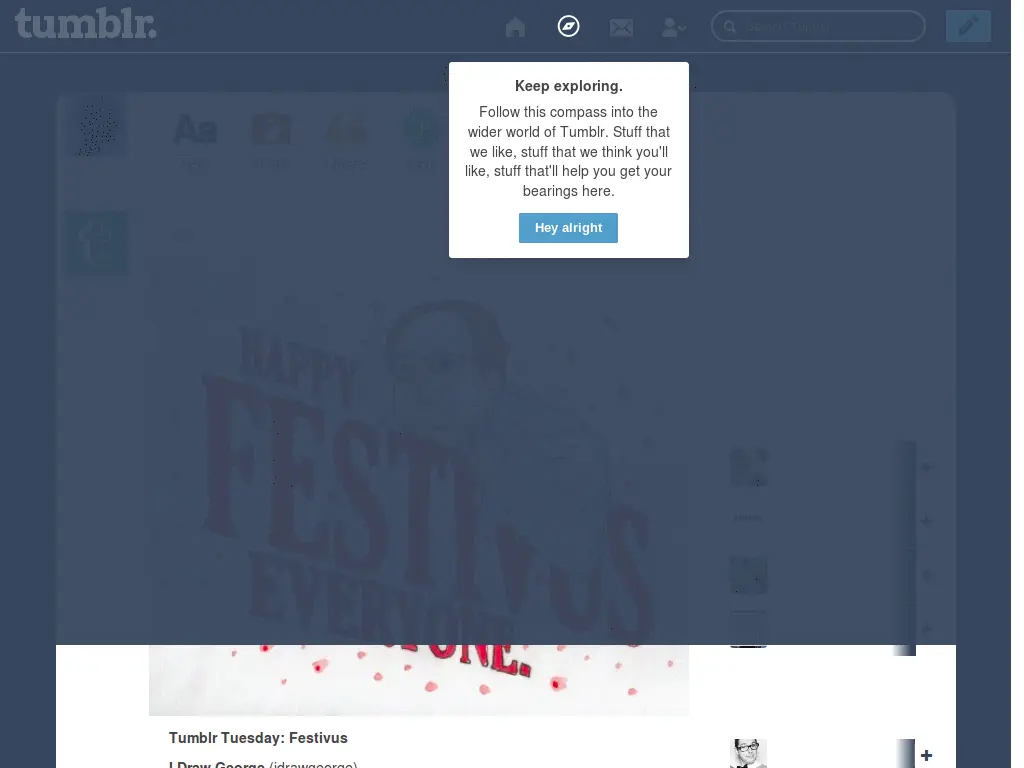 tumblr.
Keep exploring.
Follow this compass into the
wider world of Tumblr. Stuff that
we like, stuff that we think you'll
like, stuff that'll help you get your
bearings here.
Hey alright
Aa
HAPPY
FESTIVUS
EVERYONE.
Tumblr Tuesday: Festivus
I Draw George (idrawgeorge)